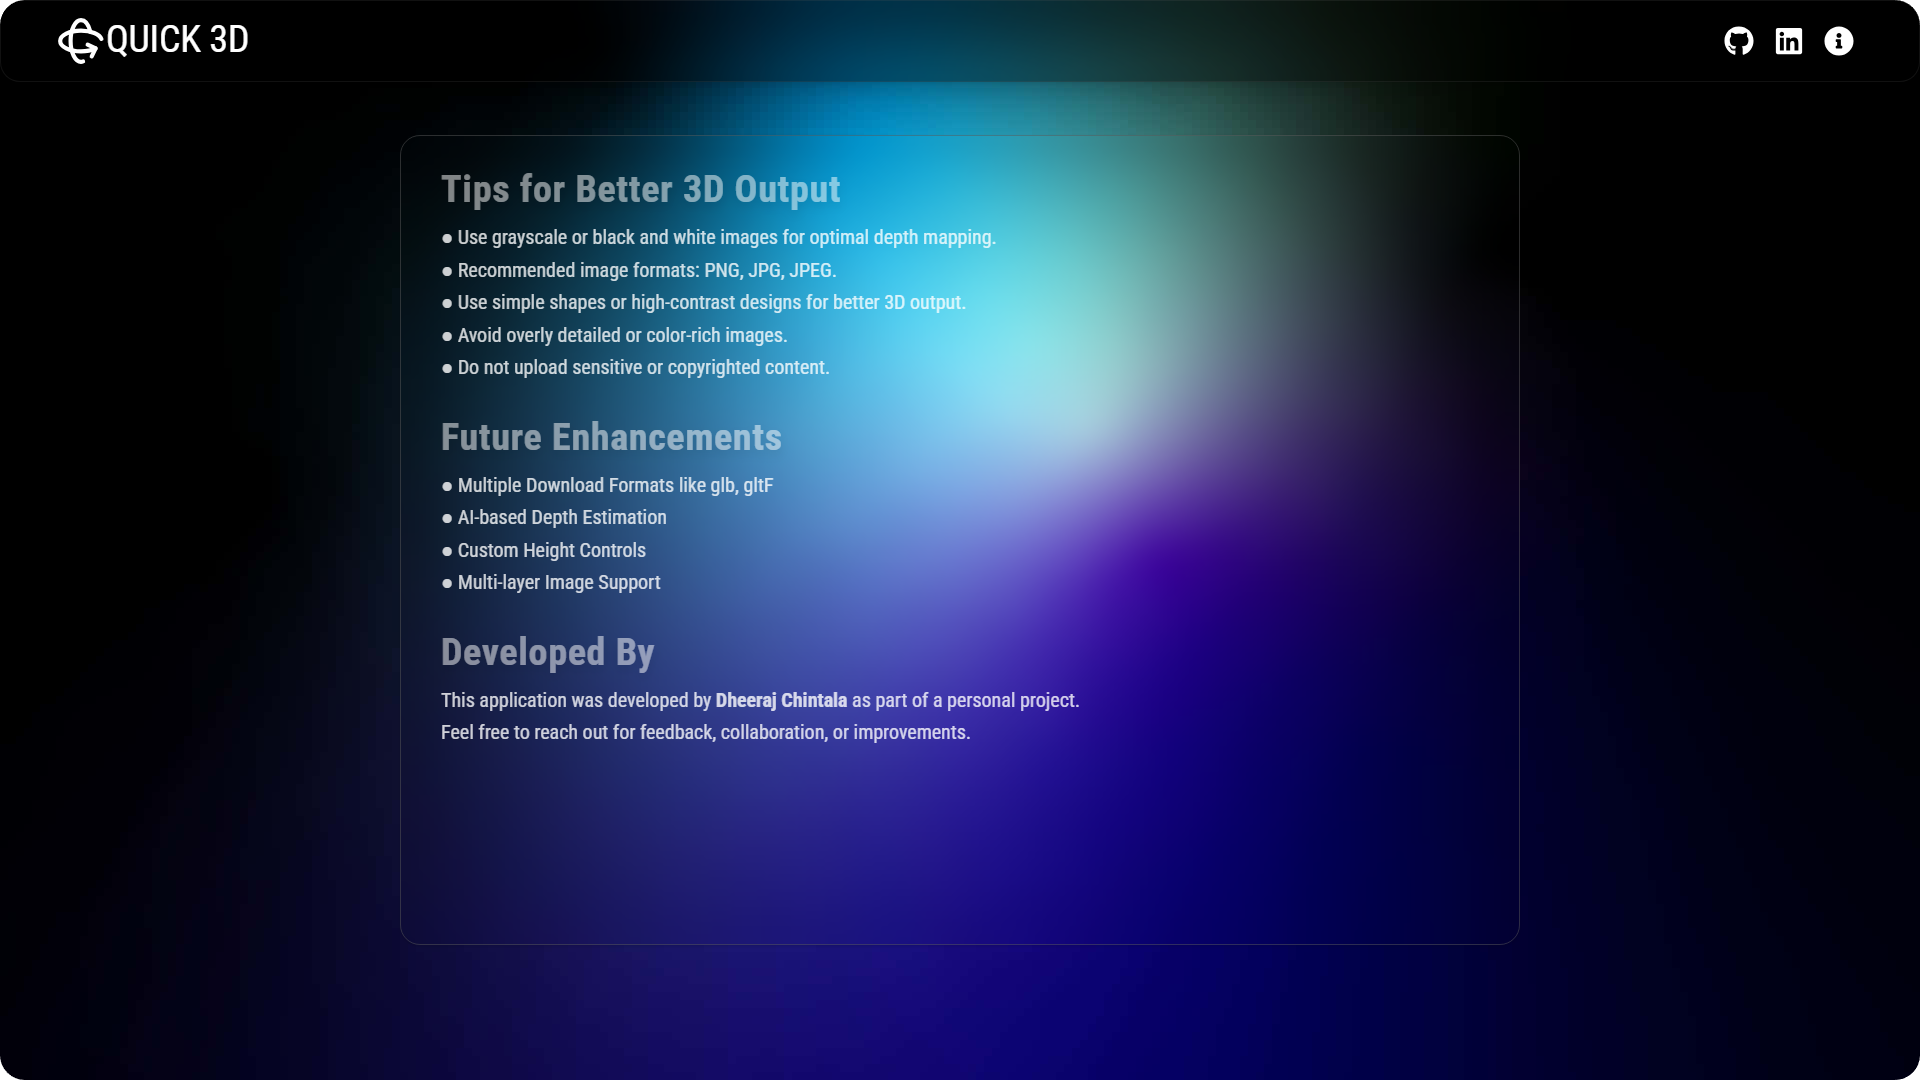 QUICK 3D
Tips for Better 3D Output
● Use grayscale or black and white images for optimal depth mapping.
● Recommended image formats: PNG, JPG, JPEG.
● Use simple shapes or high-contrast designs for better 3D output.
● Avoid overly detailed or color-rich images.
● Do not upload sensitive or copyrighted content.
Future Enhancements
● Multiple Download Formats like glb, gltF
● AI-based Depth Estimation
● Custom Height Controls
● Multi-layer Image Support
Developed By
This application was developed by Dheeraj Chintala as part of a personal project.
Feel free to reach out for feedback, collaboration, or improvements.